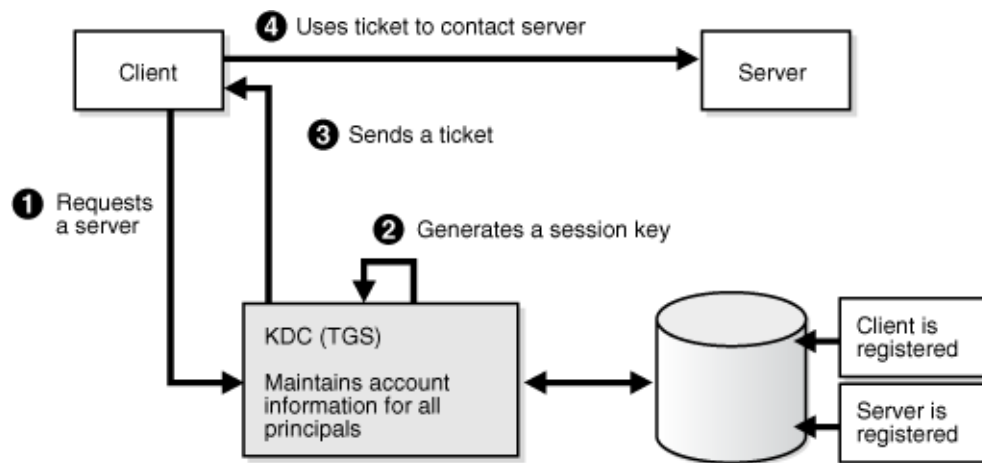 4 Uses ticket to contact server
Client
Server
3 Sends a ticket
1 Requests
a server
2 Generates a session key
KDC (TGS)
Maintains account
information for all
principals
Client is
registered
Server is
registered